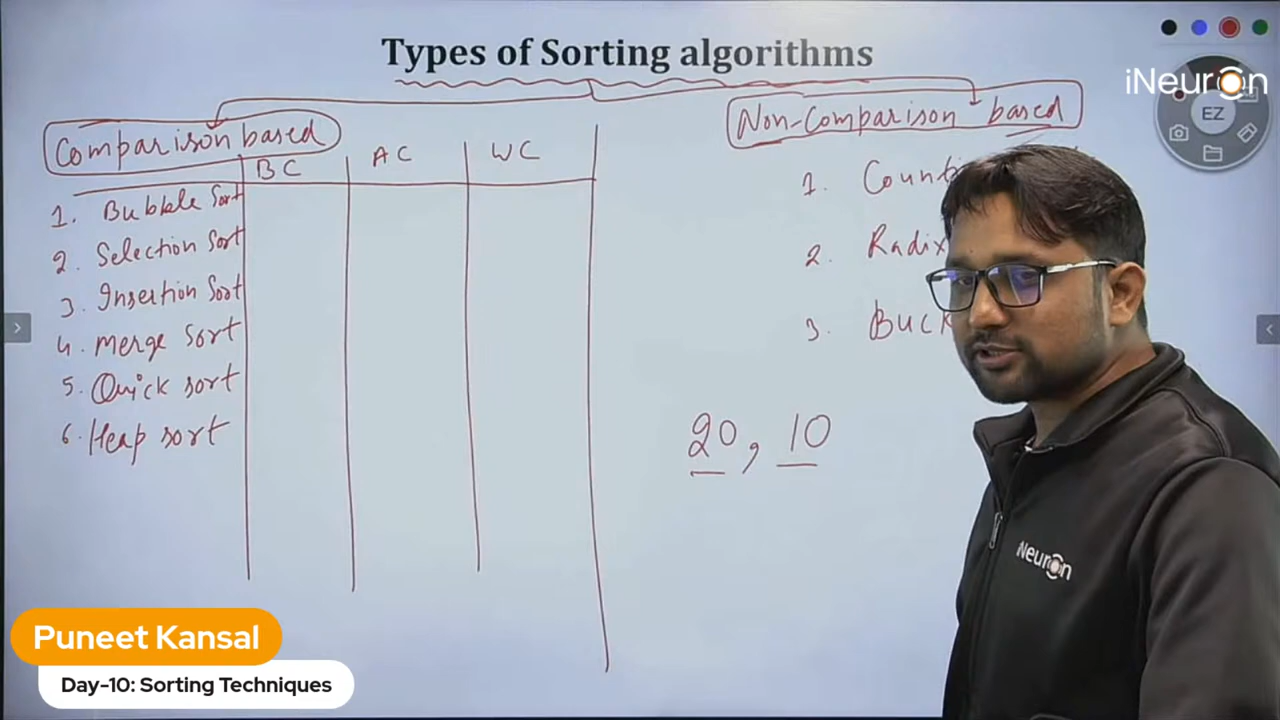 Types of Sorting algorithms
iNeuron
EZ
Comparison based
Non-Comparison based
BC
AC
WC
1. Bubble Sort
2. Selection Sort
3. Insertion Sort
4. Merge Sort
5. Quick sort
6. Heap sort
1.
2. Radix
3.
20, 10
iNeuron
Puneet Kansal
Day-10: Sorting Techniques